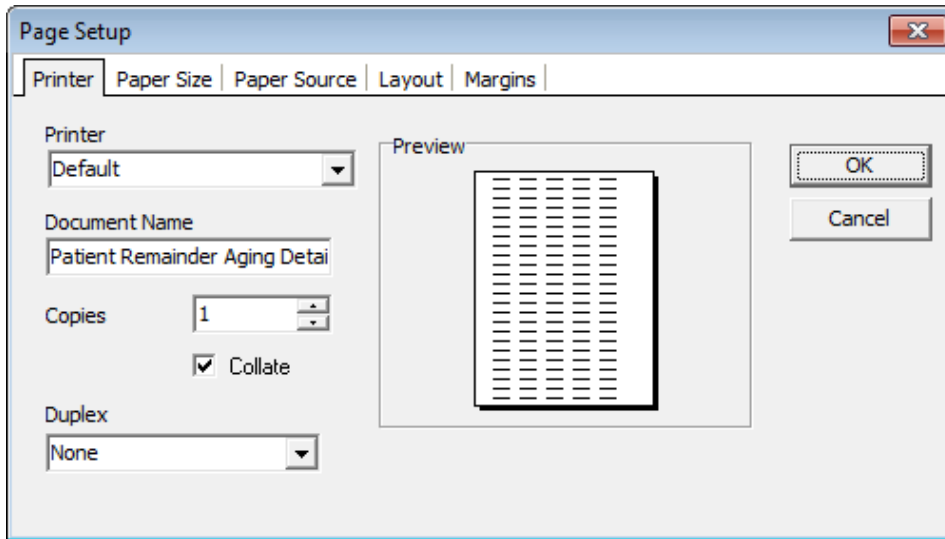 Page Setup
Printer Paper Size Paper Source Layout Margins
Printer
Default
Document Name
Patient Remainder Aging Detai
Copies 1
Collate
Duplex
None
Preview
OK
Cancel